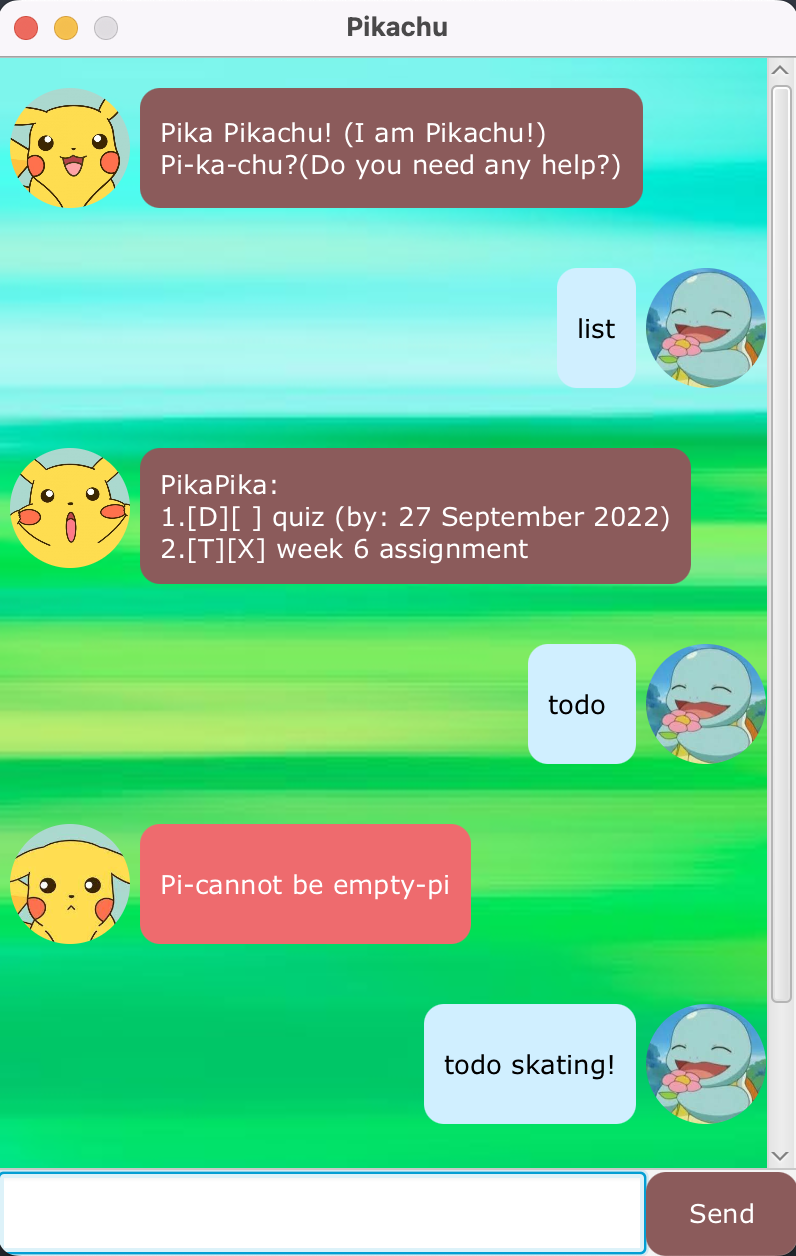 Pikachu
Pika Pikachu! (I am Pikachu!)
Pi-ka-chu?(Do you need any help?)
list
PikaPika:
1.[D][ ] quiz (by: 27 September 2022)
2.[T][X] week 6 assignment
todo
Pi-cannot be empty-pi
todo skating!
Send